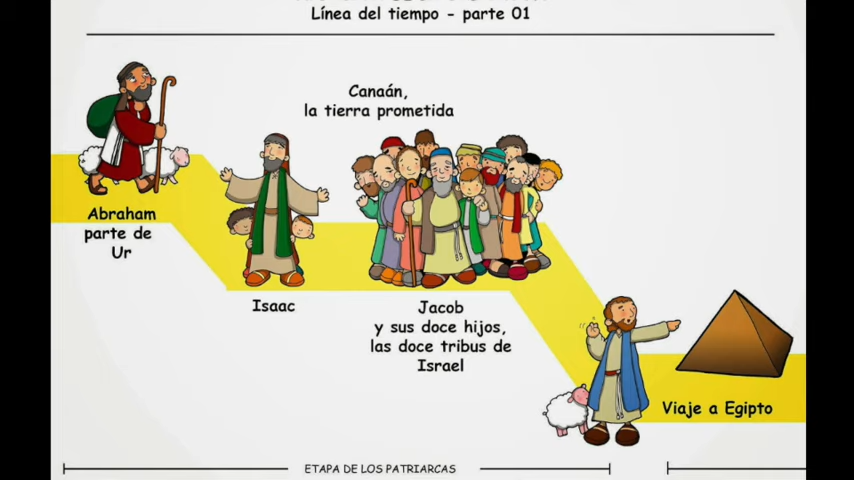 Línea del tiempo - parte 01
Canaán,
la tierra prometida
Abraham
parte de
Ur
Isaac
Jacob
y sus doce hijos,
las doce tribus de
Israel
Viaje a Egipto
ETAPA DE LOS PATRIARCAS